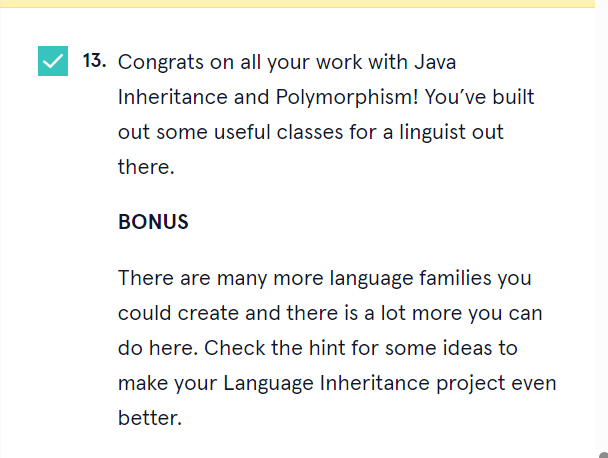 13. Congrats on all your work with Java
Inheritance and Polymorphism! You’ve built
out some useful classes for a linguist out
there.
BONUS
There are many more language families you
could create and there is a lot more you can
do here. Check the hint for some ideas to
make your Language Inheritance project even
better.